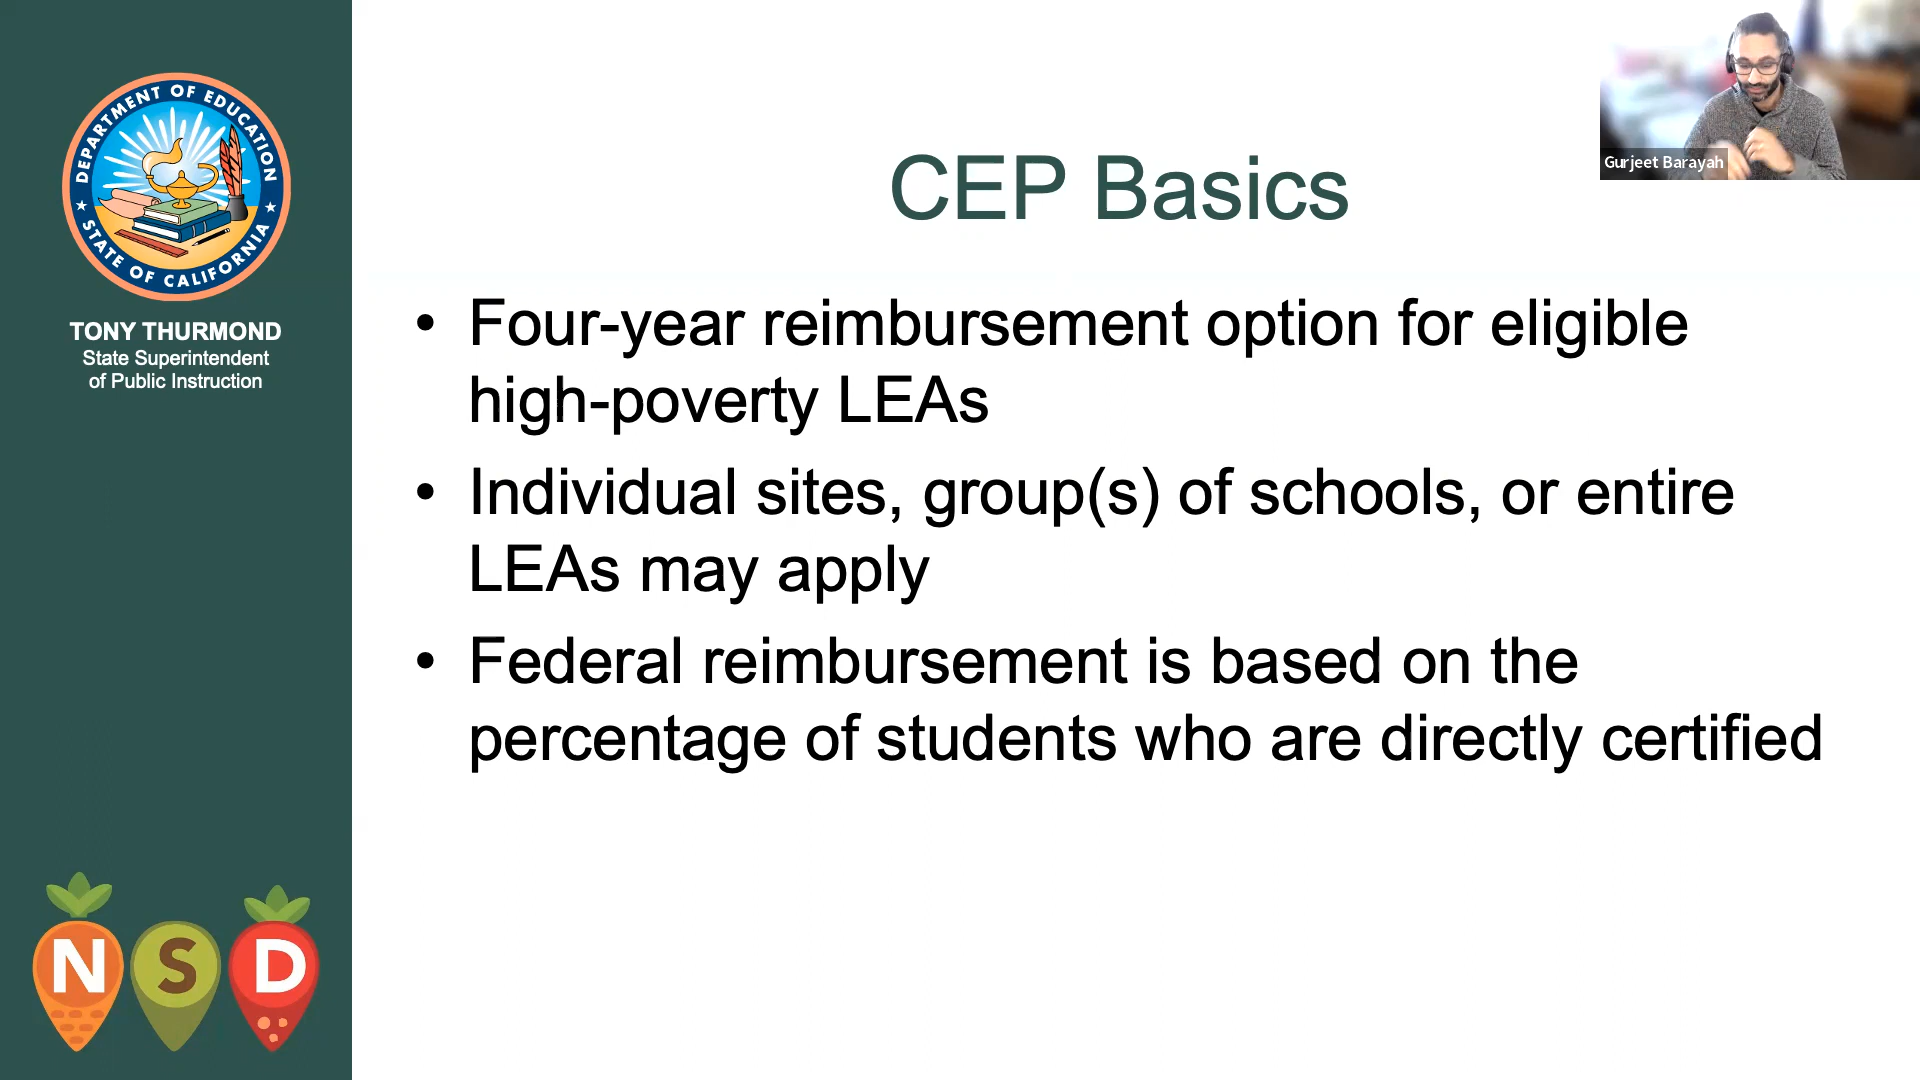 DEPARTMENT OF EDUCATION
STATE OF CALIFORNIA
TONY THURMOND
State Superintendent
of Public Instruction
N S D
Gurjeet Barayah
CEP Basics
• Four-year reimbursement option for eligible
high-poverty LEAs
• Individual sites, group(s) of schools, or entire
LEAs may apply
• Federal reimbursement is based on the
percentage of students who are directly certified